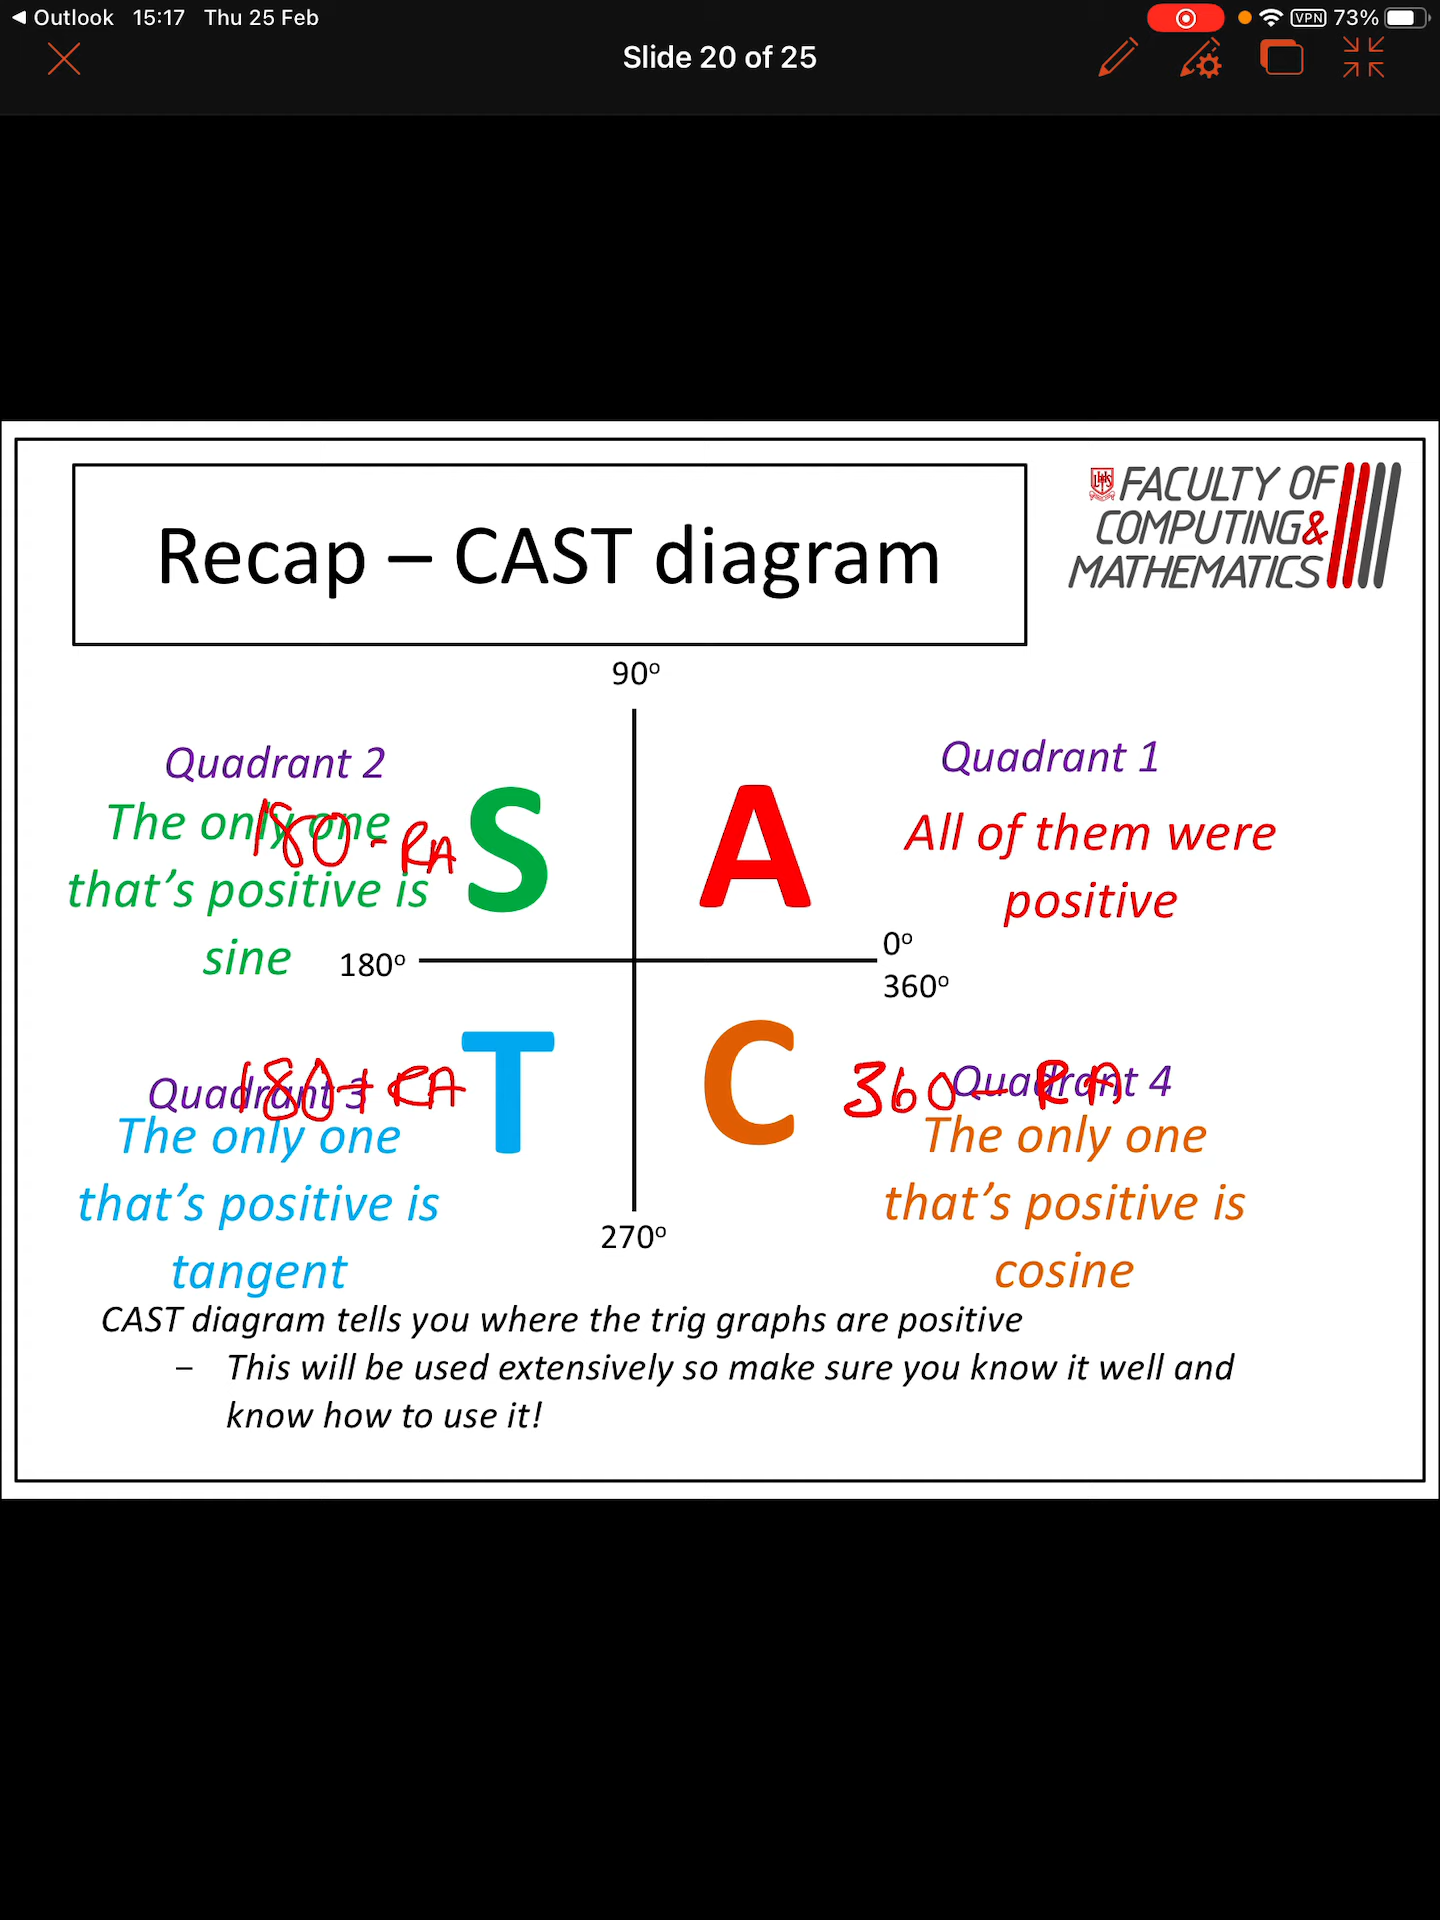 Outlook 15:17 Thu 25 Feb VPN 73%
Slide 20 of 25
Recap – CAST diagram
FACULTY OF
COMPUTING&
MATHEMATICS
90º
Quadrant 2
The only one
that's positive is
sine
180 - RA
S
A
Quadrant 1
All of them were
positive
180º
0º
360º
Quadrant 3
The only one
that's positive is
tangent
180 + RA
T
C
360 - RA
Quadrant 4
The only one
that's positive is
cosine
270º
CAST diagram tells you where the trig graphs are positive
– This will be used extensively so make sure you know it well and
know how to use it!